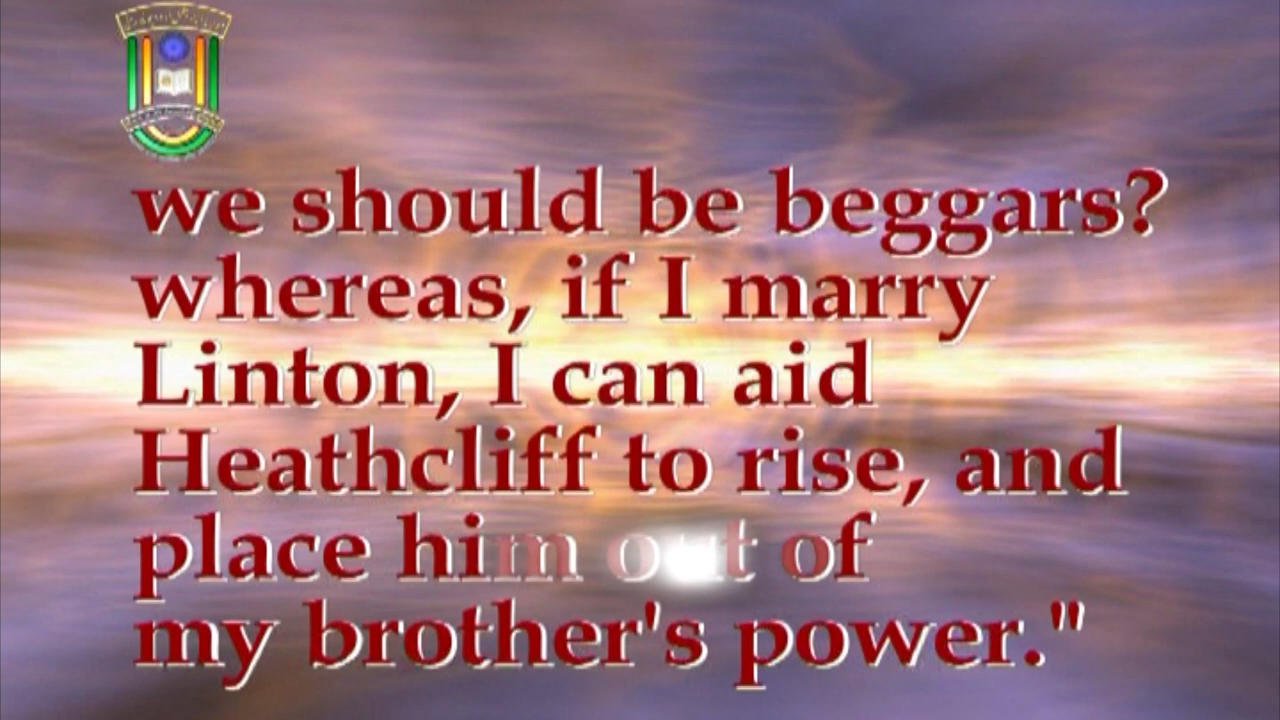 we should be beggars?
whereas, if I marry
Linton, I can aid
Heathcliff to rise, and
place him out of
my brother's power."